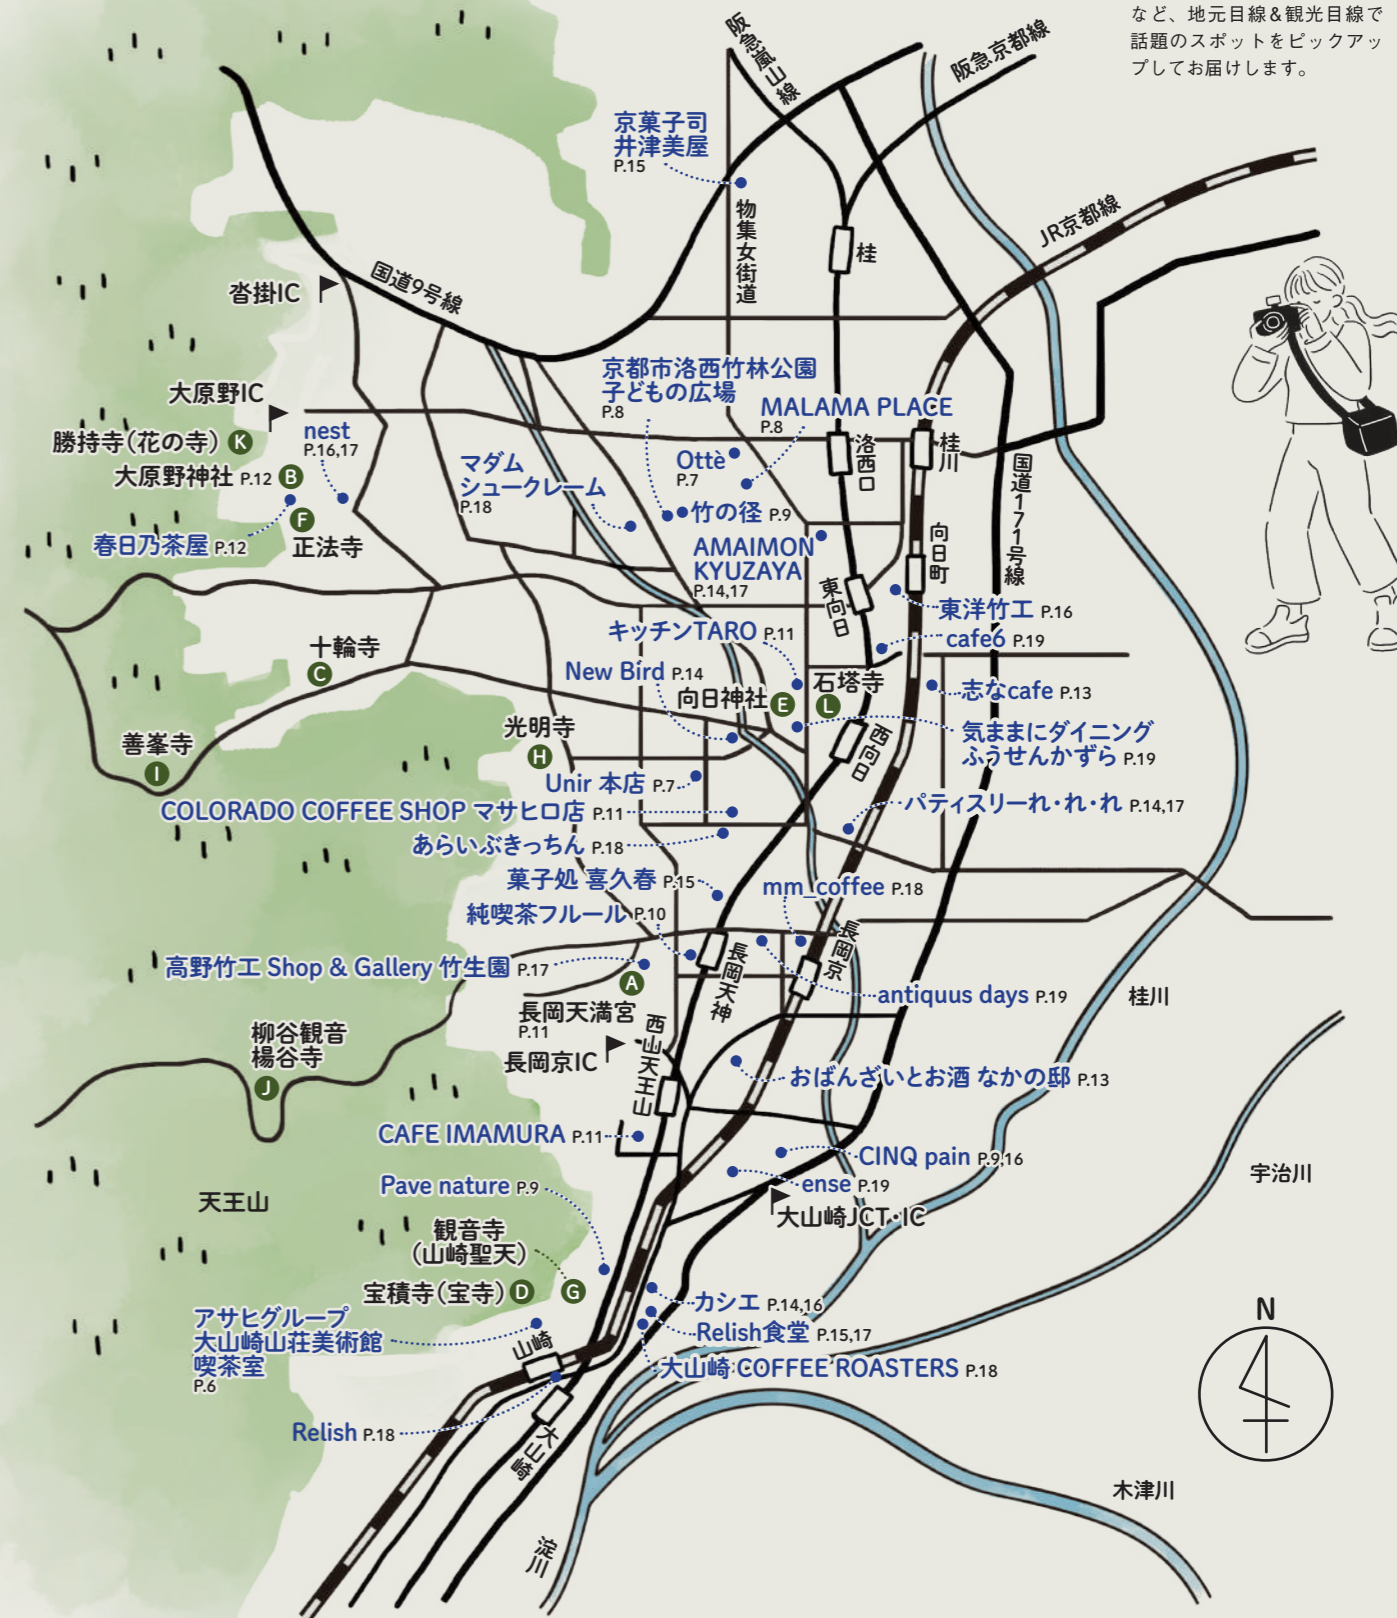 など、地元目線&観光目線で
話題のスポットをピックアッ
プしてお届けします。
阪急嵐山線
阪急京都線
京菓子司
井津美屋
P.15
物集女街道
桂
JR京都線
沓掛IC
国道9号線
大原野IC
京都市洛西竹林公園
子どもの広場
P.8
MALAMA PLACE
P.8
勝持寺(花の寺) K
nest
P.16,17
大原野神社 P.12 B
F
正法寺
春日乃茶屋 P.12
マダム
シュークレーム
P.18
Ottè
P.7
洛西口
桂川
国道171号線
竹の径 P.9
AMAIMON
KYUZAYA
P.14,17
向日町
東向日
東洋竹工 P.16
キッチンTARO P.11
cafe6 P.19
十輪寺
C
New Bird P.14
向日神社 E
石塔寺
L
志なcafe P.13
光明寺
H
善峯寺
I
西向日
気ままにダイニング
ふうせんかずら P.19
Unir 本店 P.7
COLORADO COFFEE SHOP マサヒロ店 P.11
パティスリーれ・れ・れ P.14,17
あらいぶきっちん P.18
菓子処 喜久春 P.15
mm_coffee P.18
純喫茶フルール P.10
長岡京
長岡天神
高野竹工 Shop & Gallery 竹生園 P.17
A
長岡天満宮
P.11
antiquus days P.19
桂川
柳谷観音
楊谷寺
J
長岡京IC
西山天王山
おばんざいとお酒 なかの邸 P.13
CAFE IMAMURA P.11
CINQ pain P.9,16
ense P.19
大山崎JCT・IC
宇治川
天王山
Pave nature P.9
観音寺
(山崎聖天)
G
宝積寺(宝寺) D
カシエ P.14,16
Relish食堂 P.15,17
大山崎 COFFEE ROASTERS P.18
アサヒグループ
大山崎山荘美術館
喫茶室
P.6
山崎
Relish P.18
大山崎
N
木津川
淀川